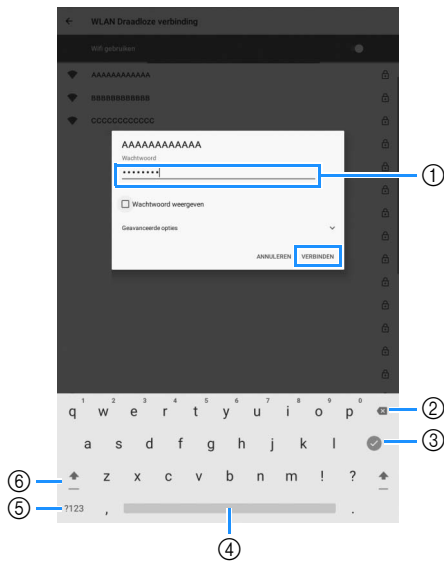 WLAN Draadloze verbinding
Wifi gebruiken
AAAAAAAAAAAA
BBBBBBBBBBBB
CCCCCCCCCCCC
AAAAAAAAAAAA
Wachtwoord
••••••••
①
Wachtwoord weergeven
Geavanceerde opties
ANNULEREN VERBINDEN
1 2 3 4 5 6 7 8 9 0
q w e r t y u i o p ②
a s d f g h j k l ③
⑥ z x c v b n m ! ?
⑤ ?123 , .
④